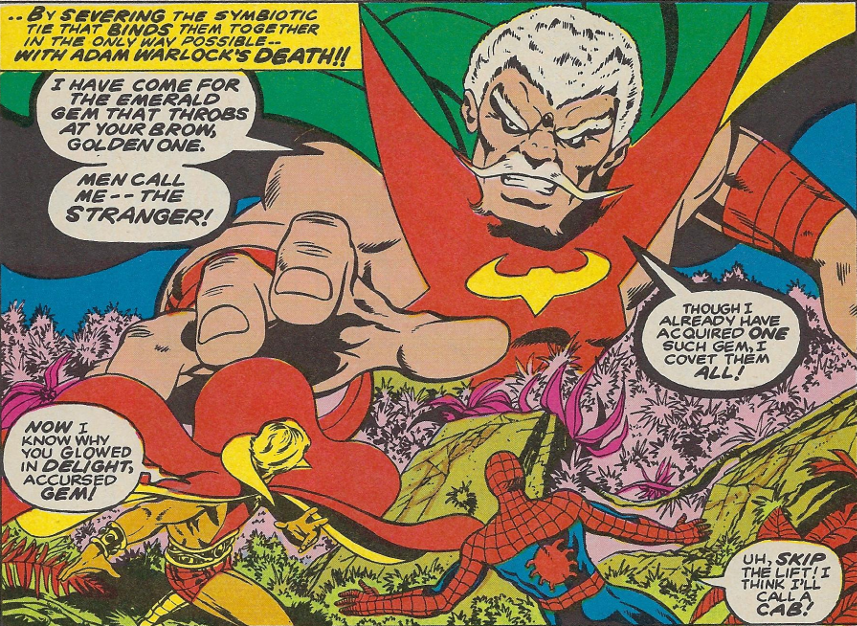 ..BY SEVERING THE SYMBIOTIC
TIE THAT BINDS THEM TOGETHER
IN THE ONLY WAY POSSIBLE--
WITH ADAM WARLOCK'S DEATH!!
I HAVE COME FOR
THE EMERALD
GEM THAT THROBS
AT YOUR BROW,
GOLDEN ONE.
MEN CALL
ME -- THE
STRANGER!
THOUGH I
ALREADY HAVE
ACQUIRED ONE
SUCH GEM, I
COVET THEM
ALL!
NOW I
KNOW WHY
YOU GLOWED
IN DELIGHT,
ACCURSED
GEM!
UH, SKIP
THE LIFT! I
THINK I'LL
CALL A
CAB!